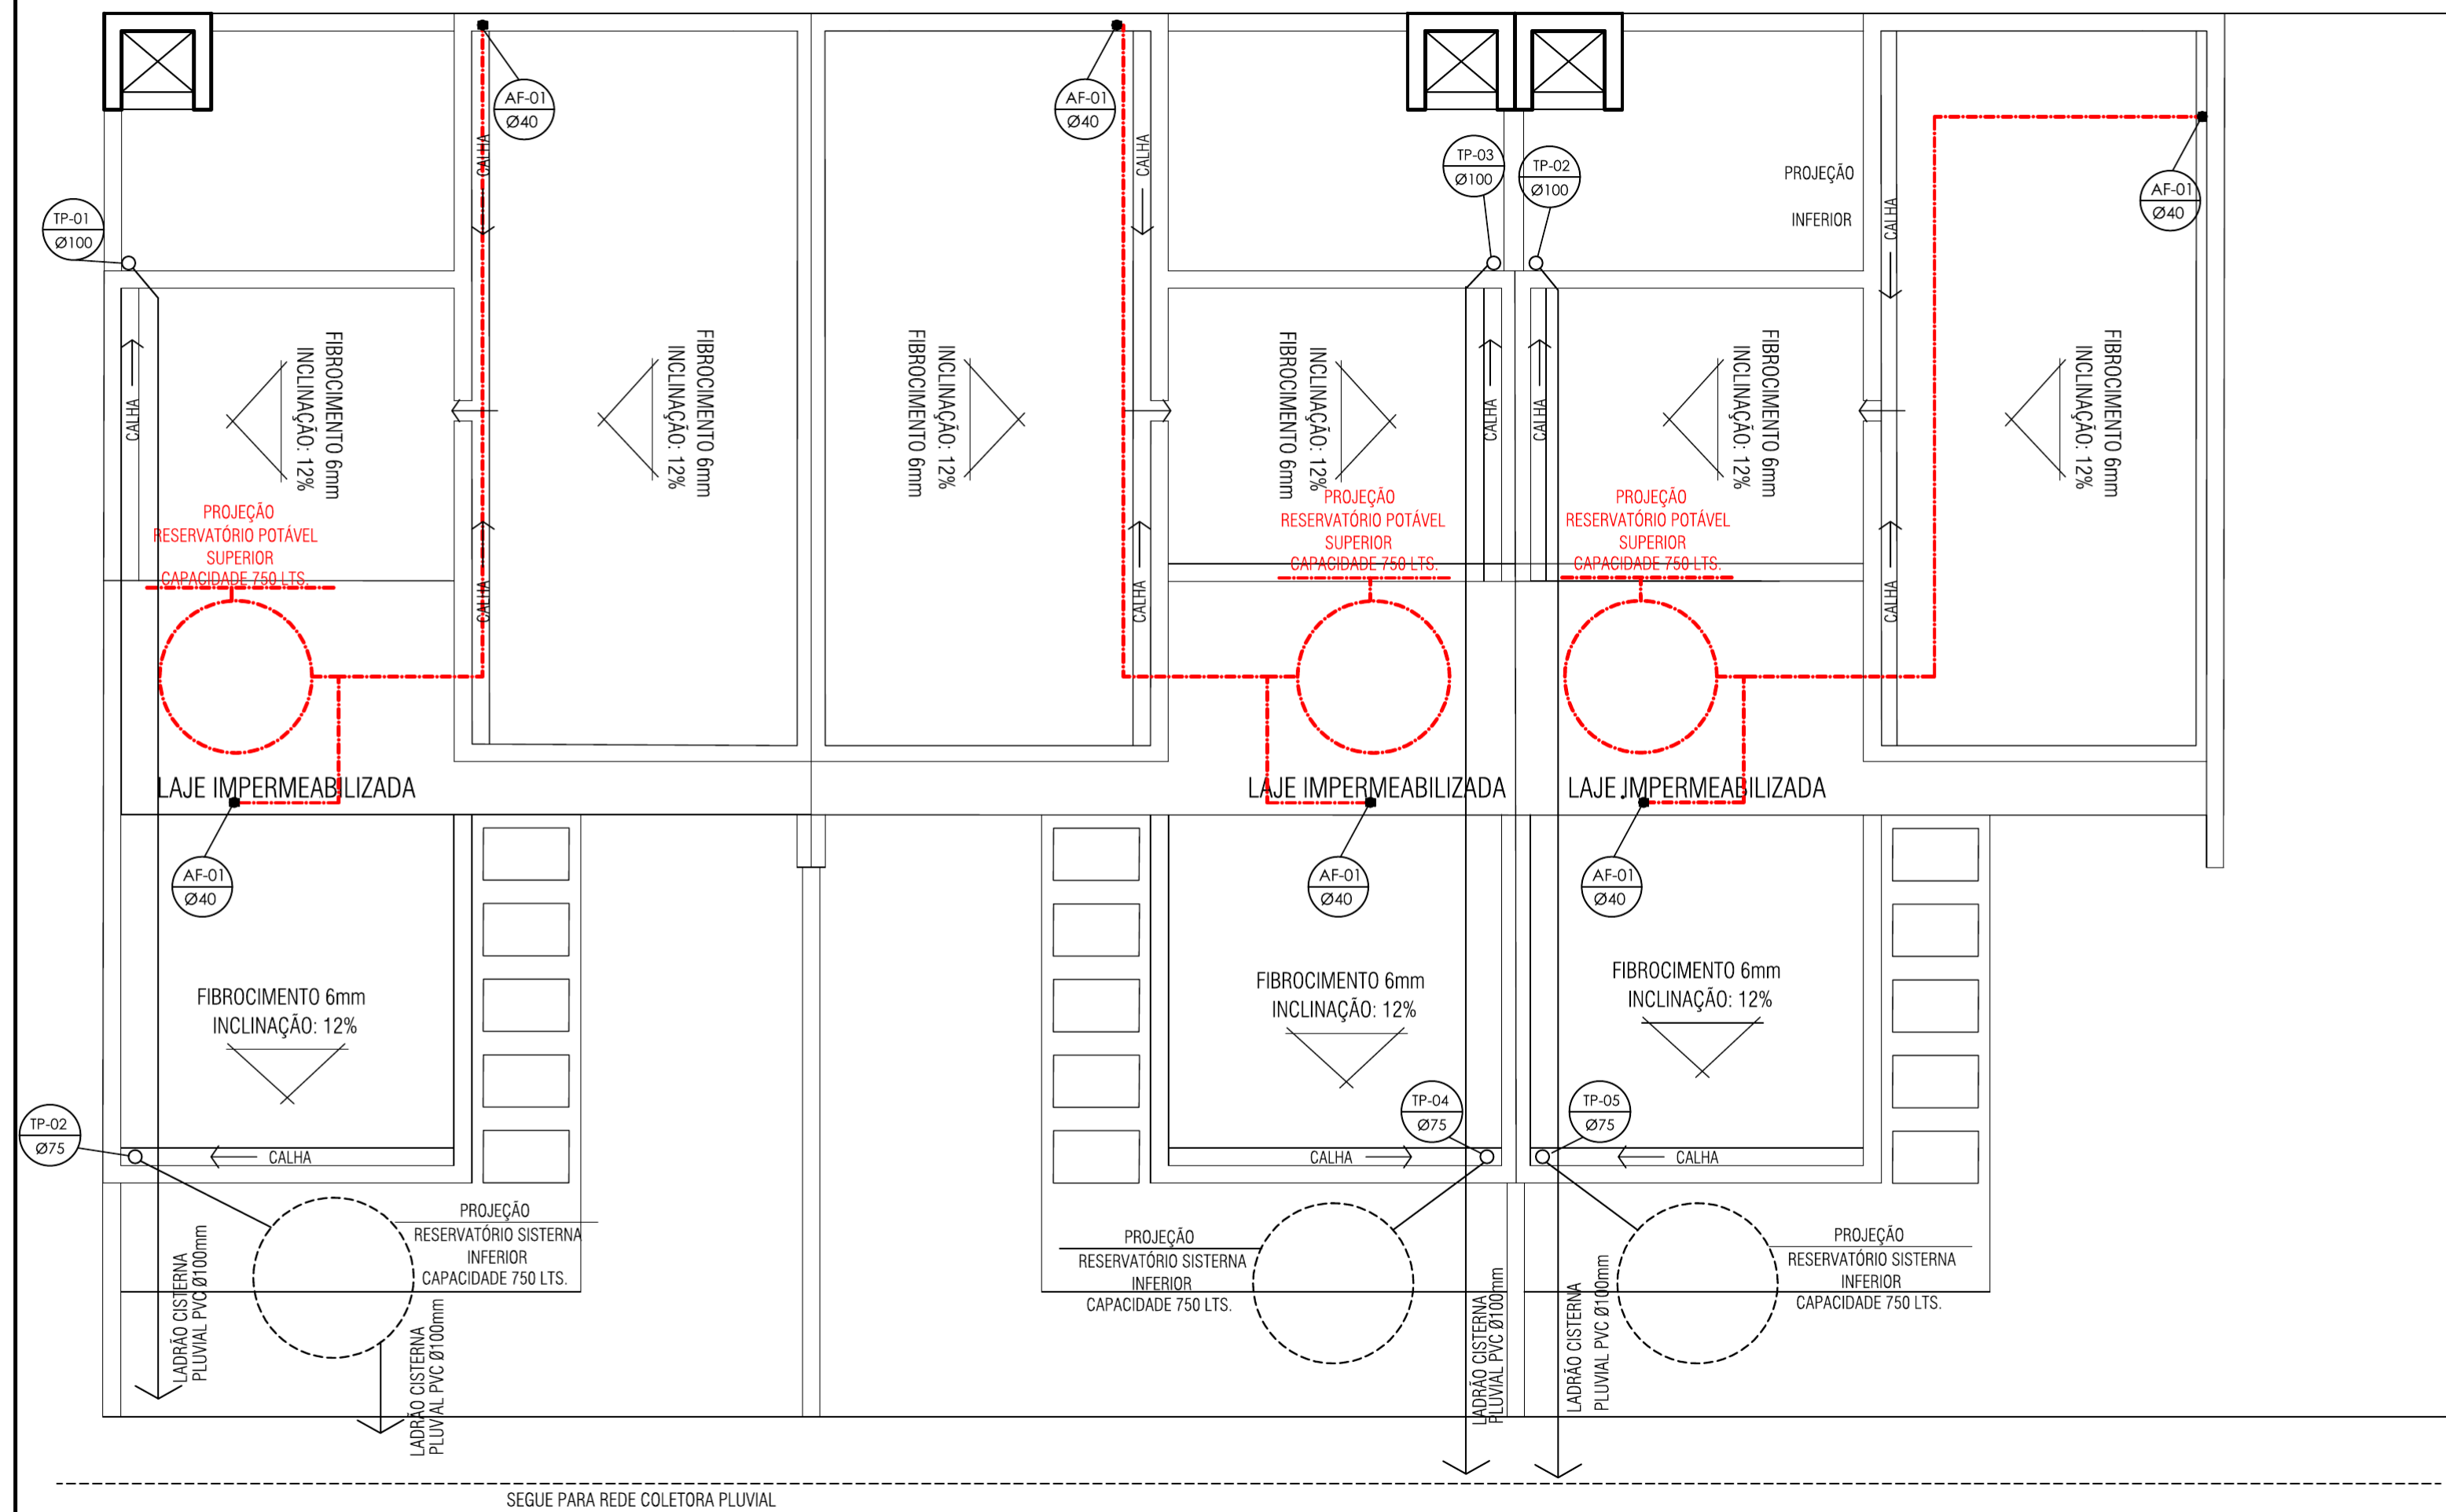 AF-01
Ø40
AF-01
Ø40
CALHA
CALHA
TP-03
Ø100
TP-02
Ø100
PROJEÇÃO
INFERIOR
AF-01
Ø40
TP-01
Ø100
CALHA
FIBROCIMENTO 6mm
INCLINAÇÃO: 12%
FIBROCIMENTO 6mm
INCLINAÇÃO: 12%
INCLINAÇÃO: 12%
FIBROCIMENTO 6mm
INCLINAÇÃO: 12%
FIBROCIMENTO 6mm
FIBROCIMENTO 6mm
INCLINAÇÃO: 12%
FIBROCIMENTO 6mm
INCLINAÇÃO: 12%
CALHA
CALHA
CALHA
PROJEÇÃO
RESERVATÓRIO POTÁVEL
SUPERIOR
CAPACIDADE 750 LTS.
PROJEÇÃO
RESERVATÓRIO POTÁVEL
SUPERIOR
CAPACIDADE 750 LTS.
PROJEÇÃO
RESERVATÓRIO POTÁVEL
SUPERIOR
CAPACIDADE 750 LTS.
CALHA
CALHA
CALHA
LAJE IMPERMEABILIZADA
LAJE IMPERMEABILIZADA
LAJE IMPERMEABILIZADA
AF-01
Ø40
AF-01
Ø40
AF-01
Ø40
FIBROCIMENTO 6mm
INCLINAÇÃO: 12%
FIBROCIMENTO 6mm
INCLINAÇÃO: 12%
FIBROCIMENTO 6mm
INCLINAÇÃO: 12%
TP-02
Ø75
TP-04
Ø75
TP-05
Ø75
CALHA
CALHA
CALHA
PROJEÇÃO
RESERVATÓRIO SISTERNA
INFERIOR
CAPACIDADE 750 LTS.
PROJEÇÃO
RESERVATÓRIO SISTERNA
INFERIOR
CAPACIDADE 750 LTS.
PROJEÇÃO
RESERVATÓRIO SISTERNA
INFERIOR
CAPACIDADE 750 LTS.
LADRÃO CISTERNA
PLUVIAL PVC Ø100mm
LADRÃO CISTERNA
PLUVIAL PVC Ø100mm
LADRÃO CISTERNA
PLUVIAL PVC Ø100mm
LADRÃO CISTERNA
PLUVIAL PVC Ø100mm
SEGUE PARA REDE COLETORA PLUVIAL